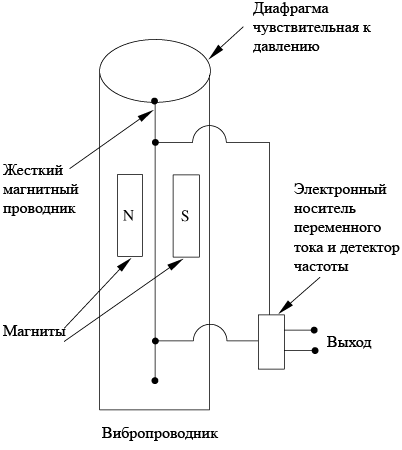 Диафрагма
чувствительная к
давлению
Жесткий
магнитный
проводник
N
S
Электронный
носитель
переменного
тока и детектор
частоты
Магниты
Выход
Вибропроводник